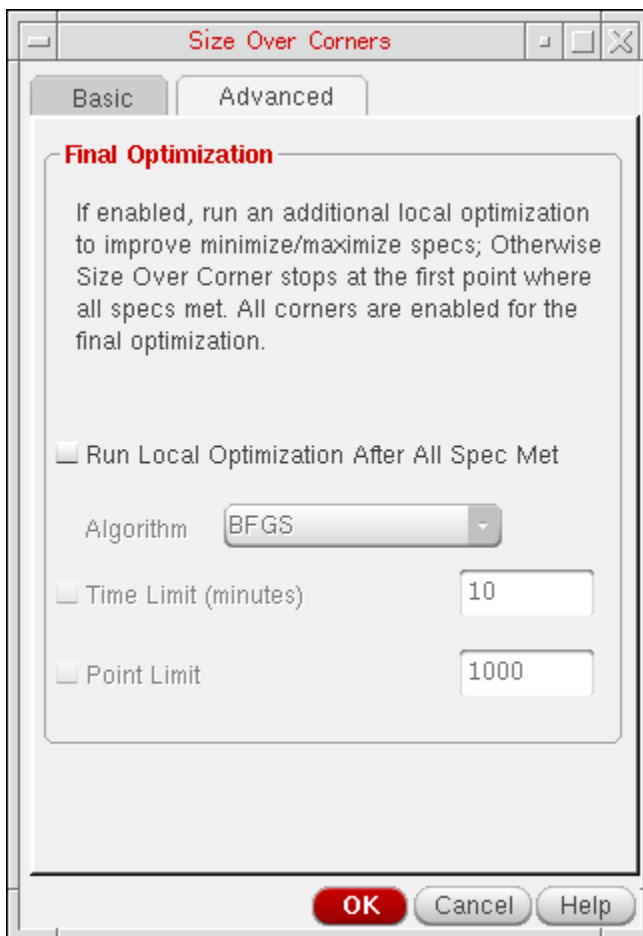 Size Over Corners
Basic
Advanced
Final Optimization
If enabled, run an additional local optimization
to improve minimize/maximize specs; Otherwise
Size Over Corner stops at the first point where
all specs met. All corners are enabled for the
final optimization.
Run Local Optimization After All Spec Met
Algorithm BFGS
Time Limit (minutes) 10
Point Limit 1000
OK Cancel Help